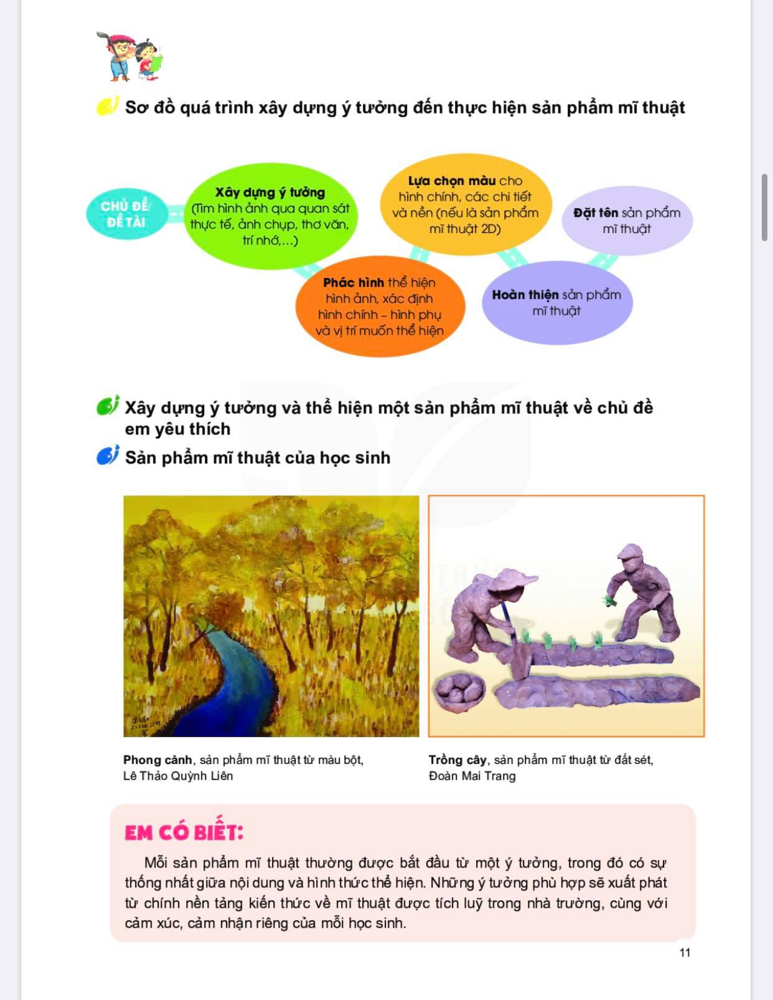 Sơ đồ quá trình xây dựng ý tưởng đến thực hiện sản phẩm mĩ thuật
CHỦ ĐỀ/
ĐỀ TÀI
Xây dựng ý tưởng
(Tìm hình ảnh qua quan sát
thực tế, ảnh chụp, thơ văn,
trí nhớ,...)
Phác hình thể hiện
hình ảnh, xác định
hình chính – hình phụ
và vị trí muốn thể hiện
Lựa chọn màu cho
hình chính, các chi tiết
và nền (nếu là sản phẩm
mĩ thuật 2D)
Hoàn thiện sản phẩm
mĩ thuật
Đặt tên sản phẩm
mĩ thuật
Xây dựng ý tưởng và thể hiện một sản phẩm mĩ thuật về chủ đề
em yêu thích
Sản phẩm mĩ thuật của học sinh
Phong cảnh, sản phẩm mĩ thuật từ màu bột,
Lê Thảo Quỳnh Liên
Trồng cây, sản phẩm mĩ thuật từ đất sét,
Đoàn Mai Trang
EM CÓ BIẾT:
Mỗi sản phẩm mĩ thuật thường được bắt đầu từ một ý tưởng, trong đó có sự
thống nhất giữa nội dung và hình thức thể hiện. Những ý tưởng phù hợp sẽ xuất phát
từ chính nền tảng kiến thức về mĩ thuật được tích luỹ trong nhà trường, cùng với
cảm xúc, cảm nhận riêng của mỗi học sinh.
11